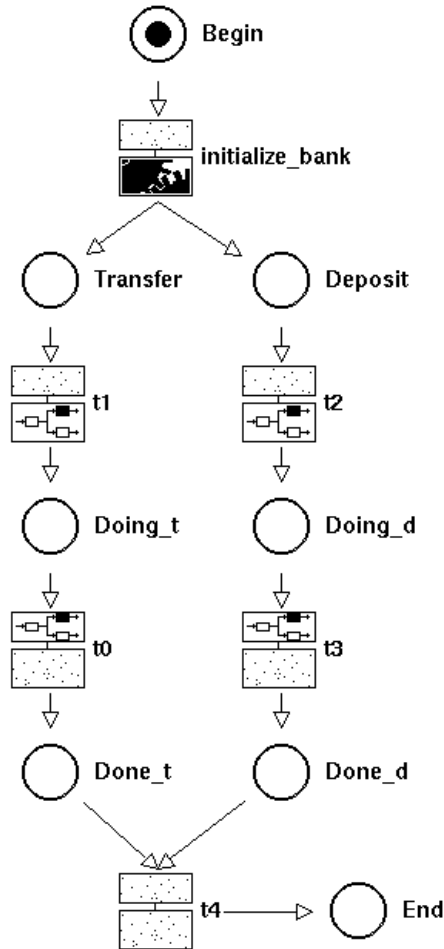 Begin
initialize_bank
Transfer
Deposit
t1
t2
Doing_t
Doing_d
t0
t3
Done_t
Done_d
t4
End